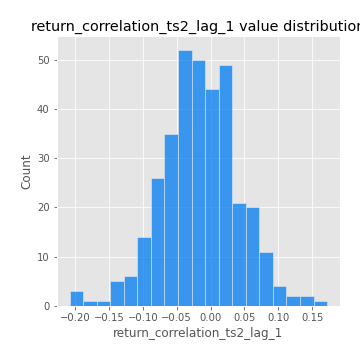 return_correlation_ts2_lag_1 value distribution
Count
50
40
30
20
10
0
−0.20 −0.15 −0.10 −0.05 0.00 0.05 0.10 0.15
return_correlation_ts2_lag_1